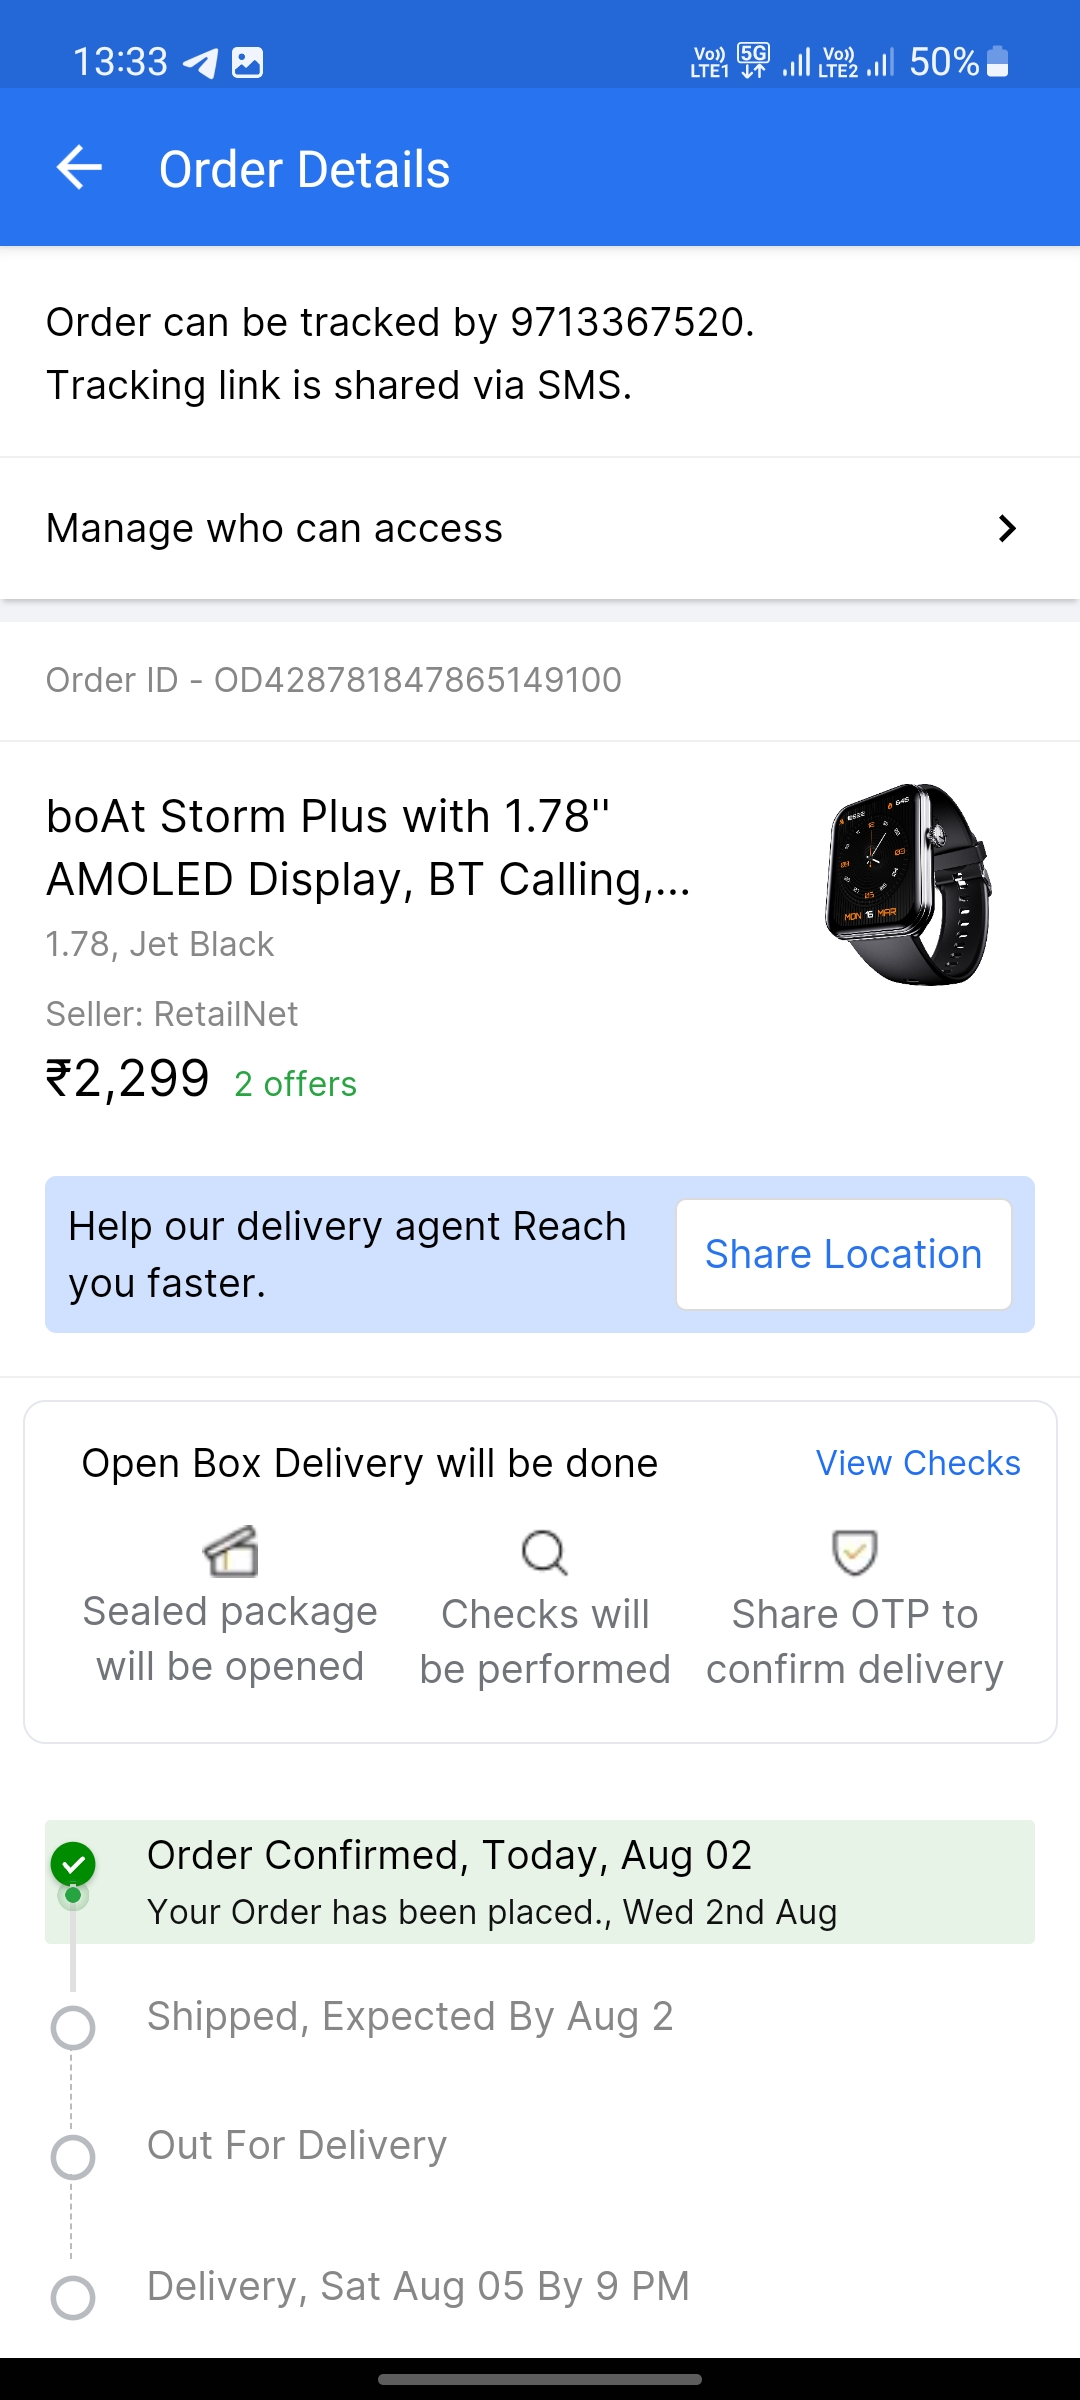 13:33
Vo)) LTE1 5G Vo)) LTE2 50%
Order Details
Order can be tracked by 9713367520.
Tracking link is shared via SMS.
Manage who can access
Order ID - OD428781847865149100
boAt Storm Plus with 1.78"
AMOLED Display, BT Calling,...
1.78, Jet Black
Seller: RetailNet
₹2,299 2 offers
Help our delivery agent Reach
you faster.
Share Location
Open Box Delivery will be done
View Checks
Sealed package
will be opened
Checks will
be performed
Share OTP to
confirm delivery
Order Confirmed, Today, Aug 02
Your Order has been placed., Wed 2nd Aug
Shipped, Expected By Aug 2
Out For Delivery
Delivery, Sat Aug 05 By 9 PM